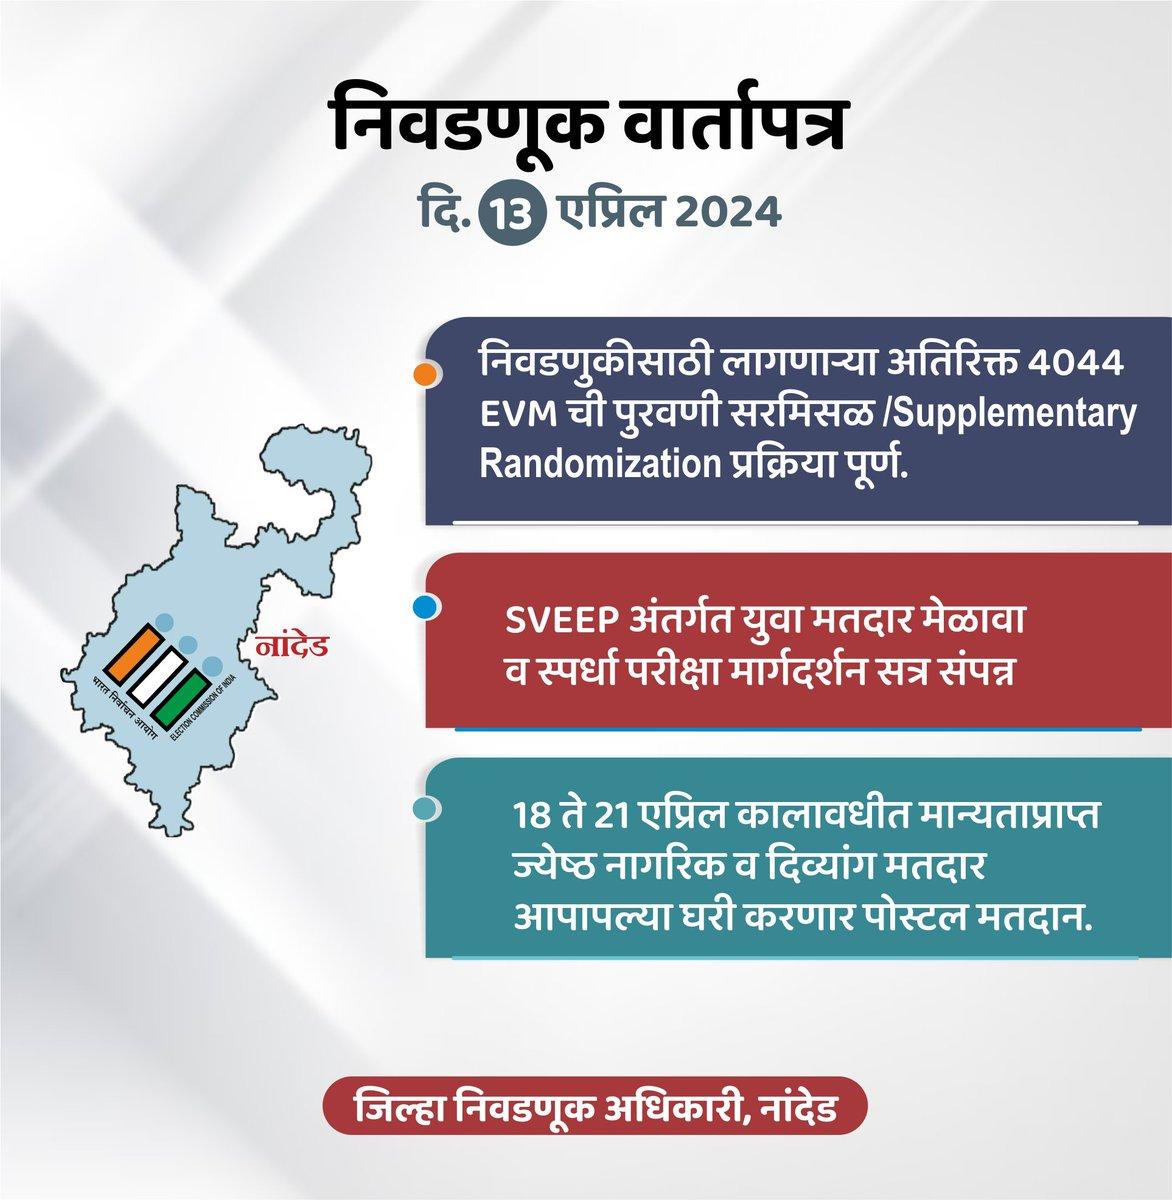 निवडणूक वार्तापत्र
दि. 13 एप्रिल 2024
निवडणुकीसाठी लागणाऱ्या अतिरिक्त 4044
EVM ची पुरवणी सरमिसळ /Supplementary
Randomization प्रक्रिया पूर्ण.
नांदेड
भारत निर्वाचन आयोग
ELECTION COMMISSION OF INDIA
SVEEP अंतर्गत युवा मतदार मेळावा
व स्पर्धा परीक्षा मार्गदर्शन सत्र संपन्न
18 ते 21 एप्रिल कालावधीत मान्यताप्राप्त
ज्येष्ठ नागरिक व दिव्यांग मतदार
आपापल्या घरी करणार पोस्टल मतदान.
जिल्हा निवडणूक अधिकारी, नांदेड